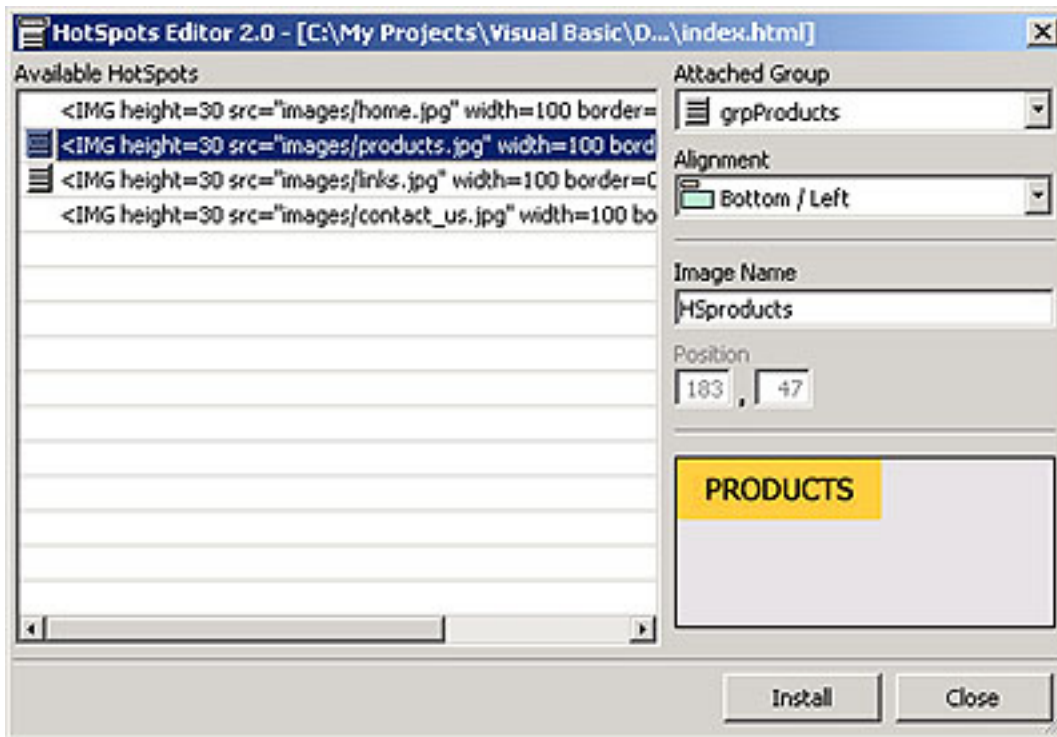 HotSpots Editor 2.0 - [C:\My Projects\Visual Basic\D...\index.html]
Available HotSpots
<IMG height=30 src="images/home.jpg" width=100 border=
<IMG height=30 src="images/products.jpg" width=100 bord
<IMG height=30 src="images/links.jpg" width=100 border=0
<IMG height=30 src="images/contact_us.jpg" width=100 bo
Attached Group
grpProducts
Alignment
Bottom / Left
Image Name
HSproducts
Position
183 , 47
PRODUCTS
Install Close